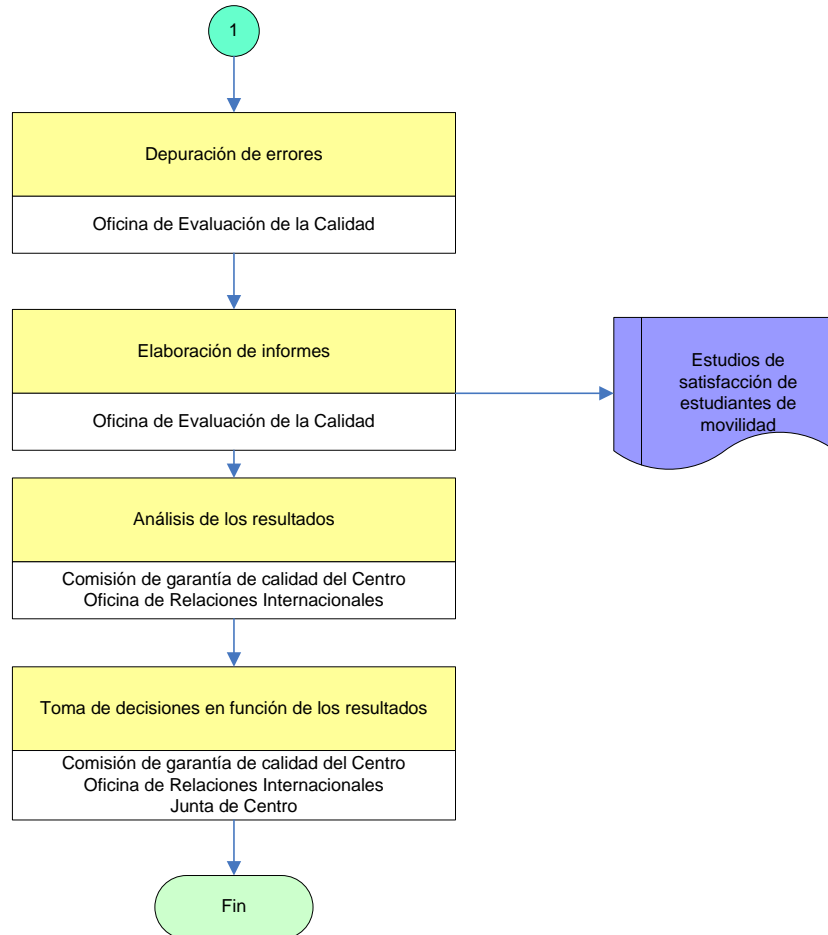 1
Depuración de errores
Oficina de Evaluación de la Calidad
Elaboración de informes
Oficina de Evaluación de la Calidad
Estudios de
satisfacción de
estudiantes de
movilidad
Análisis de los resultados
Comisión de garantía de calidad del Centro
Oficina de Relaciones Internacionales
Toma de decisiones en función de los resultados
Comisión de garantía de calidad del Centro
Oficina de Relaciones Internacionales
Junta de Centro
Fin